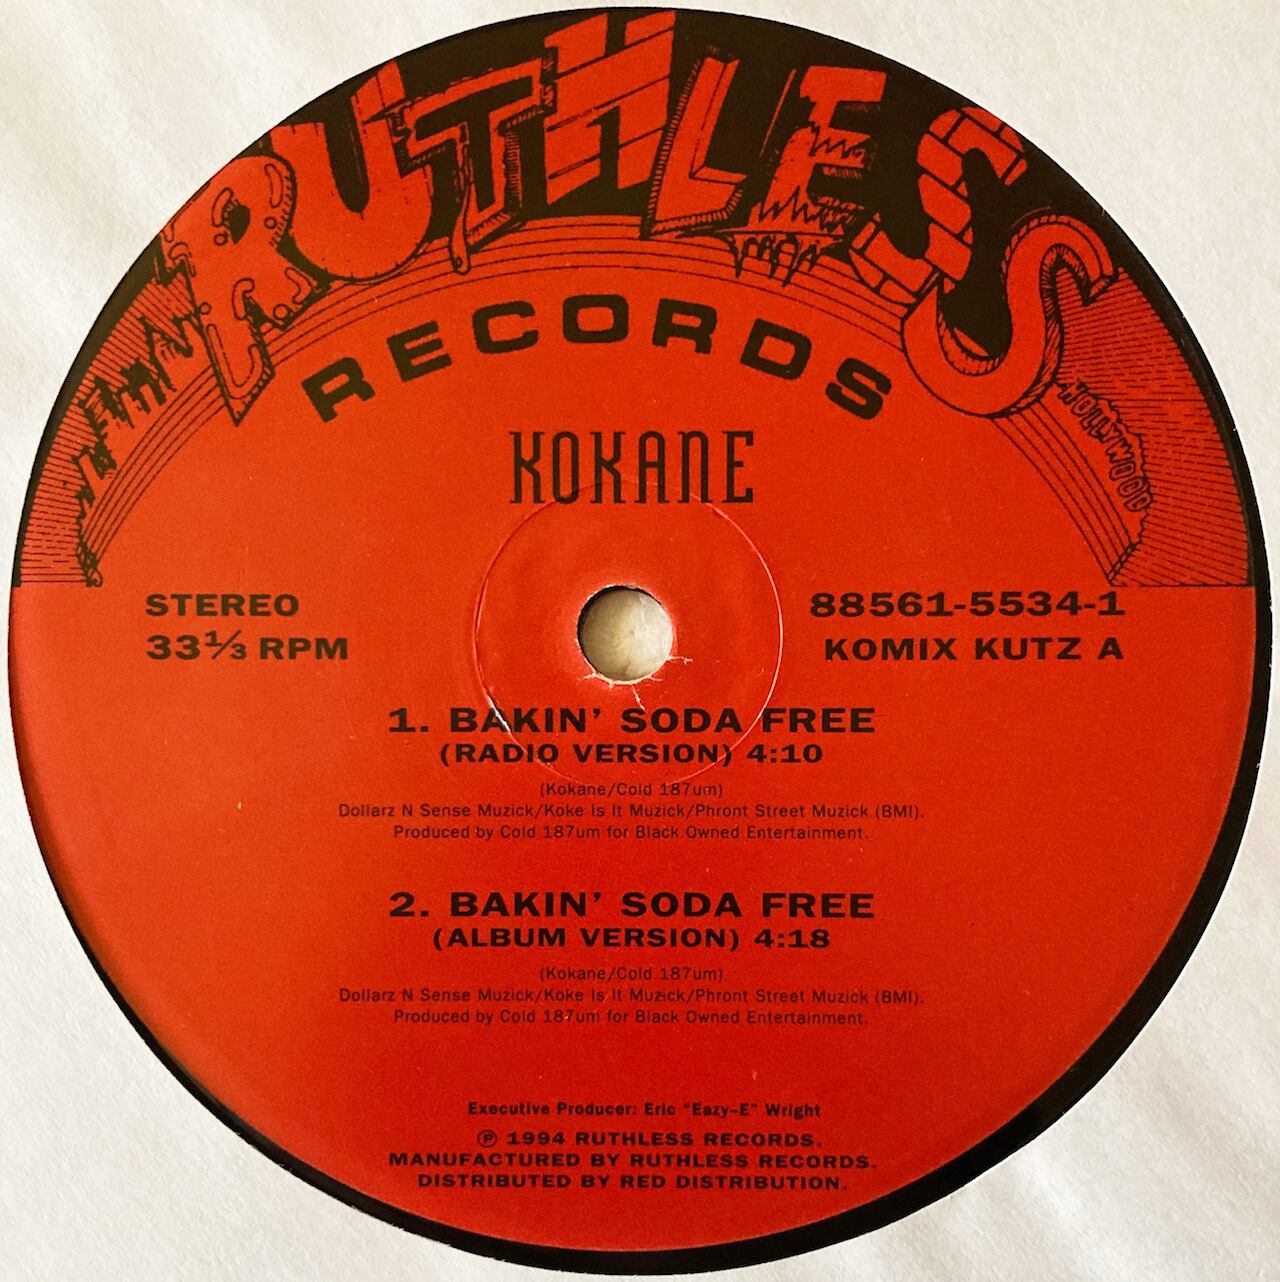 RUTHLESS
RECORDS
HOLLYWOOD
KOKANE
STEREO
33⅓ RPM
88561-5534-1
KOMIX KUTZ A
1. BAKIN' SODA FREE
(RADIO VERSION) 4:10
(Kokane/Cold 187um)
Dollarz N Sense Muzick/Koke Is It Muzick/Phront Street Muzick (BMI).
Produced by Cold 187um for Black Owned Entertainment.
2. BAKIN' SODA FREE
(ALBUM VERSION) 4:18
(Kokane/Cold 187um)
Dollarz N Sense Muzick/Koke Is It Muzick/Phront Street Muzick (BMI).
Produced by Cold 187um for Black Owned Entertainment.
Executive Producer: Eric "Eazy-E" Wright
℗ 1994 RUTHLESS RECORDS.
MANUFACTURED BY RUTHLESS RECORDS.
DISTRIBUTED BY RED DISTRIBUTION.